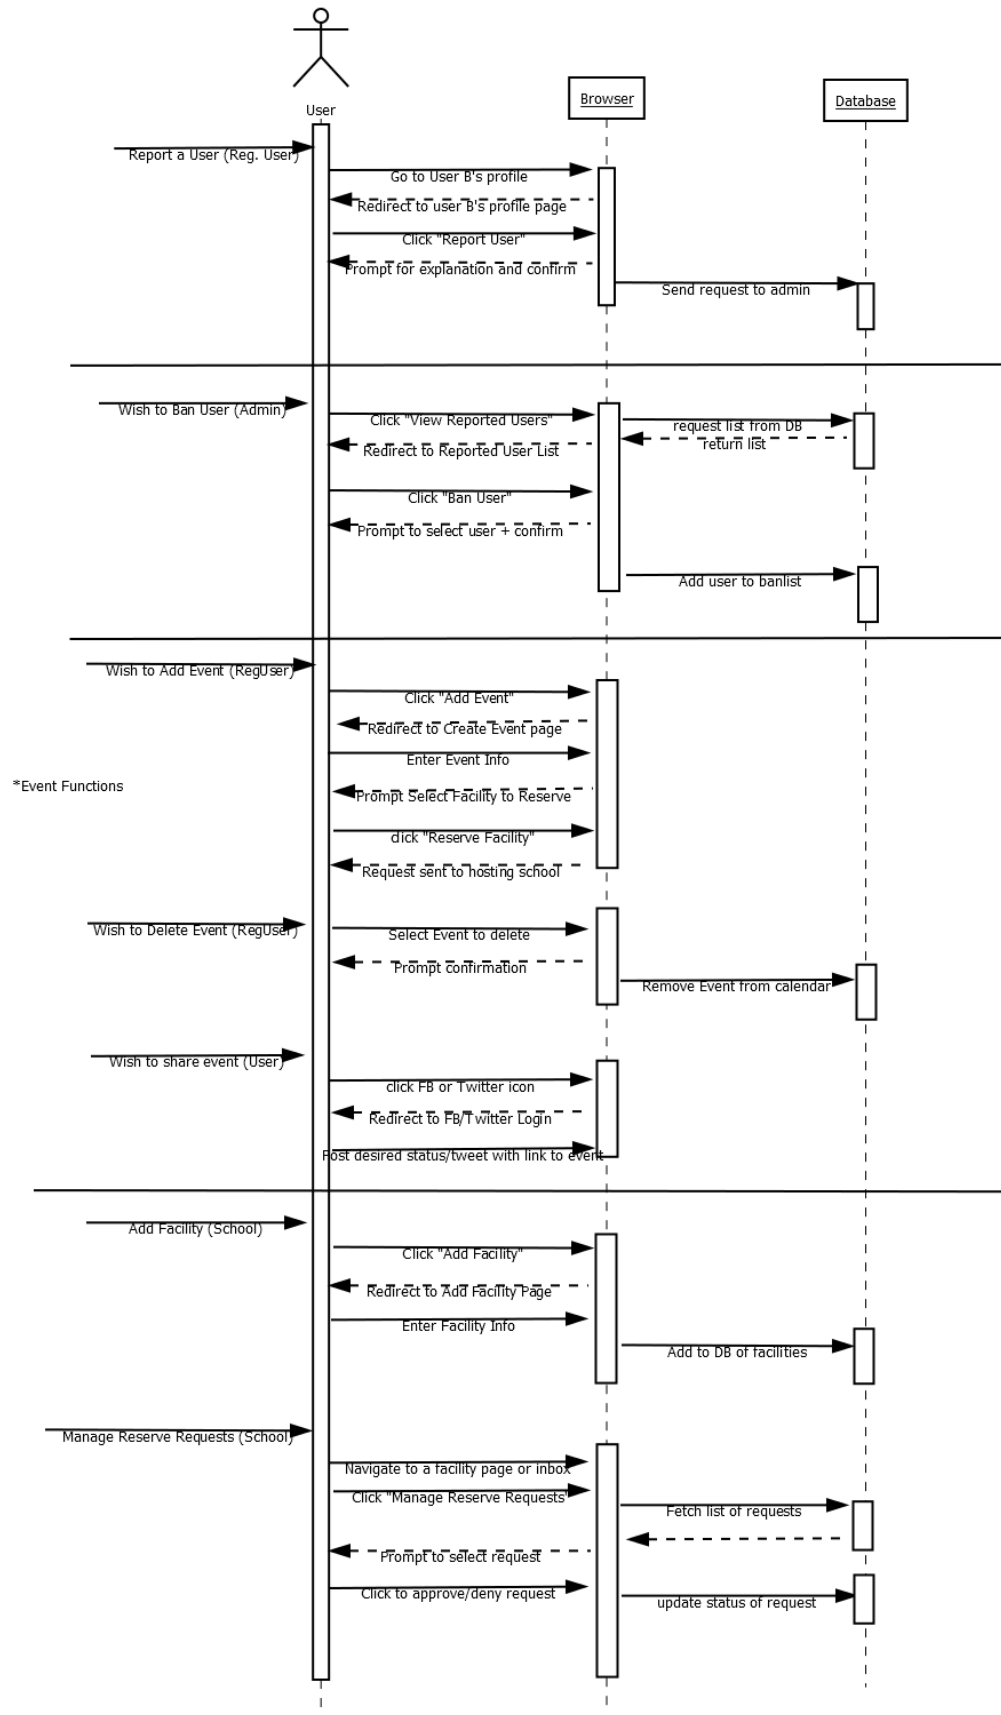 User
Browser
Database
Report a User (Reg. User)
Go to User B's profile
Redirect to user B's profile page
Click "Report User"
Prompt for explanation and confirm
Send request to admin
Wish to Ban User (Admin)
Click "View Reported Users"
request list from DB
return list
Redirect to Reported User List
Click "Ban User"
Prompt to select user + confirm
Add user to banlist
Wish to Add Event (RegUser)
Click "Add Event"
Redirect to Create Event page
Enter Event Info
*Event Functions
Prompt Select Facility to Reserve
click "Reserve Facility"
Request sent to hosting school
Wish to Delete Event (RegUser)
Select Event to delete
Prompt confirmation
Remove Event from calendar
Wish to share event (User)
click FB or Twitter icon
Redirect to FB/Twitter Login
Post desired status/tweet with link to event
Add Facility (School)
Click "Add Facility"
Redirect to Add Facility Page
Enter Facility Info
Add to DB of facilities
Manage Reserve Requests (School)
Navigate to a facility page or inbox
Click "Manage Reserve Requests"
Fetch list of requests
Prompt to select request
Click to approve/deny request
update status of request